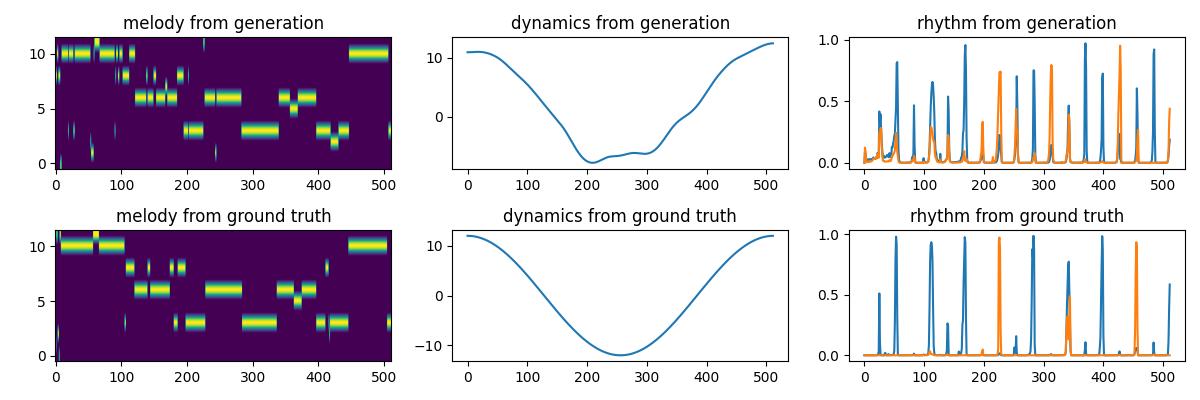 melody from generation
10
5
0
0 100 200 300 400 500
dynamics from generation
10
0
0 100 200 300 400 500
rhythm from generation
1.0
0.5
0.0
0 100 200 300 400 500
melody from ground truth
10
5
0
0 100 200 300 400 500
dynamics from ground truth
10
0
−10
0 100 200 300 400 500
rhythm from ground truth
1.0
0.5
0.0
0 100 200 300 400 500